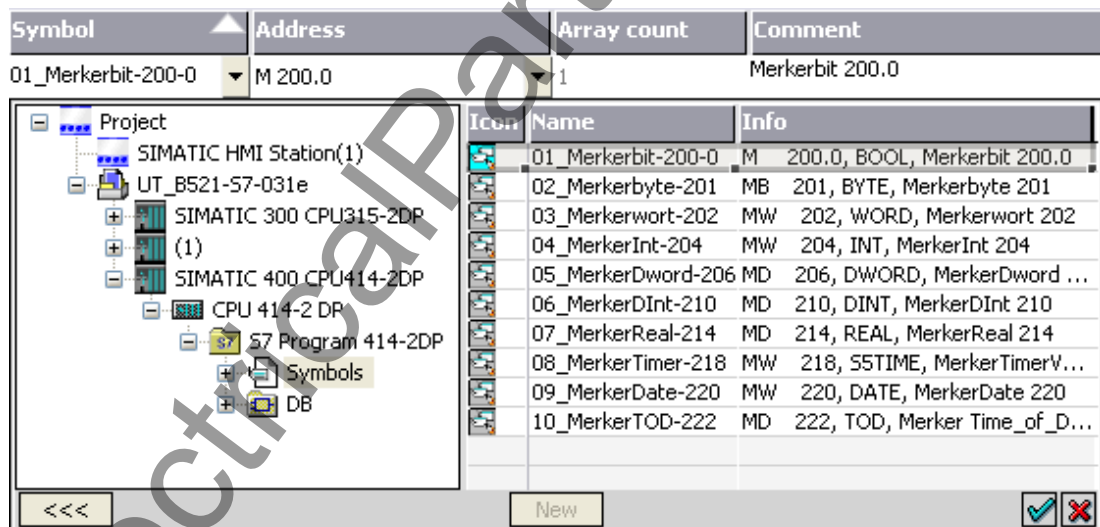 Symbol Address Array count Comment
01_Merkerbit-200-0 M 200.0 1 Merkerbit 200.0
Project
SIMATIC HMI Station(1)
UT_B521-S7-031e
SIMATIC 300 CPU315-2DP
(1)
SIMATIC 400 CPU414-2DP
CPU 414-2 DP
S7 Program 414-2DP
Symbols
DB
Icon Name Info
01_Merkerbit-200-0 M 200.0, BOOL, Merkerbit 200.0
02_Merkerbyte-201 MB 201, BYTE, Merkerbyte 201
03_Merkerwort-202 MW 202, WORD, Merkerwort 202
04_MerkerInt-204 MW 204, INT, MerkerInt 204
05_MerkerDword-206 MD 206, DWORD, MerkerDword ...
06_MerkerDInt-210 MD 210, DINT, MerkerDInt 210
07_MerkerReal-214 MD 214, REAL, MerkerReal 214
08_MerkerTimer-218 MW 218, S5TIME, MerkerTimerV...
09_MerkerDate-220 MW 220, DATE, MerkerDate 220
10_MerkerTOD-222 MD 222, TOD, Merker Time_of_D...
<<< New
ctricalPart